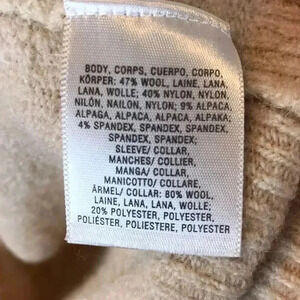 BODY, CORPS, CUERPO, CORPO,
KÖRPER: 47% WOOL, LAINE, LANA,
LANA, WOLLE; 40% NYLON, NYLON,
NILÓN, NAILON, NYLON; 9% ALPACA,
ALPAGA, ALPACA, ALPACA, ALPAKA;
4% SPANDEX, SPANDEX, SPANDEX,
SPANDEX, SPANDEX;
SLEEVE/ COLLAR,
MANCHES/ COLLIER,
MANGA/ COLLAR,
MANICOTTO/ COLLARE,
ÄRMEL/ COLLAR: 80% WOOL,
LAINE, LANA, LANA, WOLLE;
20% POLYESTER, POLYESTER,
POLIÉSTER, POLIESTERE, POLYESTER